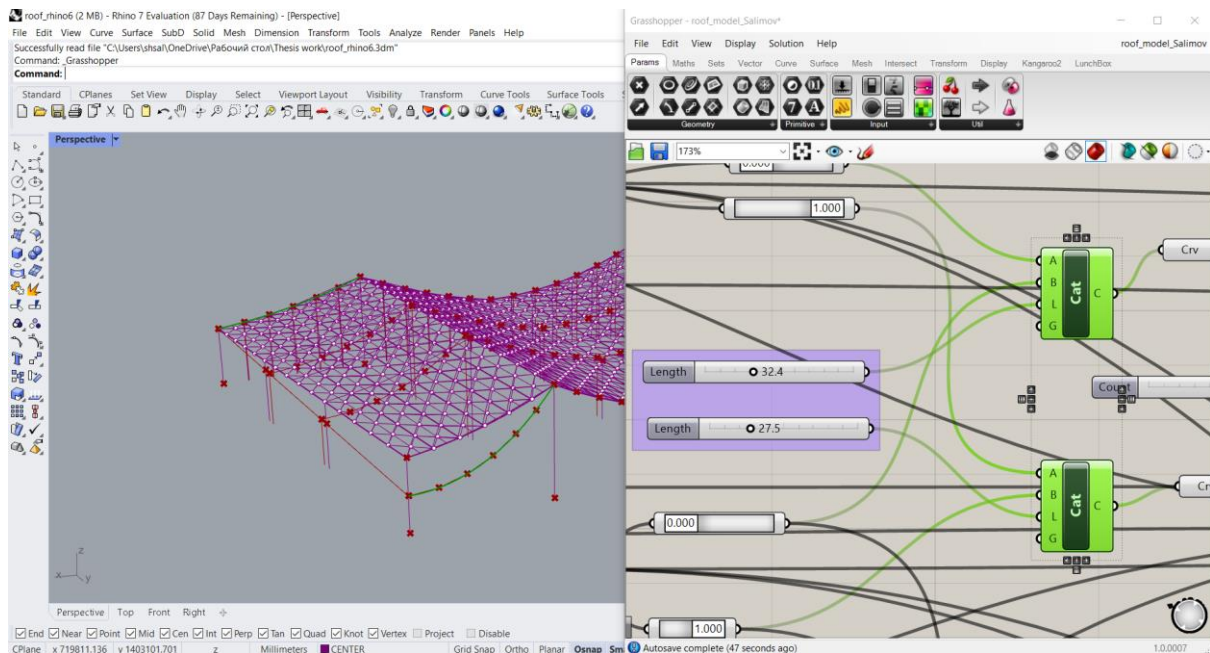 roof_rhino6 (2 MB) - Rhino 7 Evaluation (87 Days Remaining) - [Perspective]
File Edit View Curve Surface SubD Solid Mesh Dimension Transform Tools Analyze Render Panels Help
Successfully read file "C:\Users\shsal\OneDrive\Рабочий стол\Thesis work\roof_rhino6.3dm"
Command: _Grasshopper
Command:
Standard CPlanes Set View Display Select Viewport Layout Visibility Transform Curve Tools Surface Tools
Perspective
z
x y
Perspective Top Front Right
End Near Point Mid Cen Int Perp Tan Quad Knot Vertex Project Disable
CPlane x 719811.136 y 1403101.701 z Millimeters CENTER Grid Snap Ortho Planar Osnap Sm
Grasshopper - roof_model_Salimov*
File Edit View Display Solution Help roof_model_Salimov
Params Maths Sets Vector Curve Surface Mesh Intersect Transform Display Kangaroo2 LunchBox
Geometry Primitive Input Util
173%
0.000
1.000
A
B
L
G
Cat
C
Crv
Length 32.4
Count
Length 27.5
A
B
L
G
Cat
C
0.000
1.000
Autosave complete (47 seconds ago) 1.0.0007